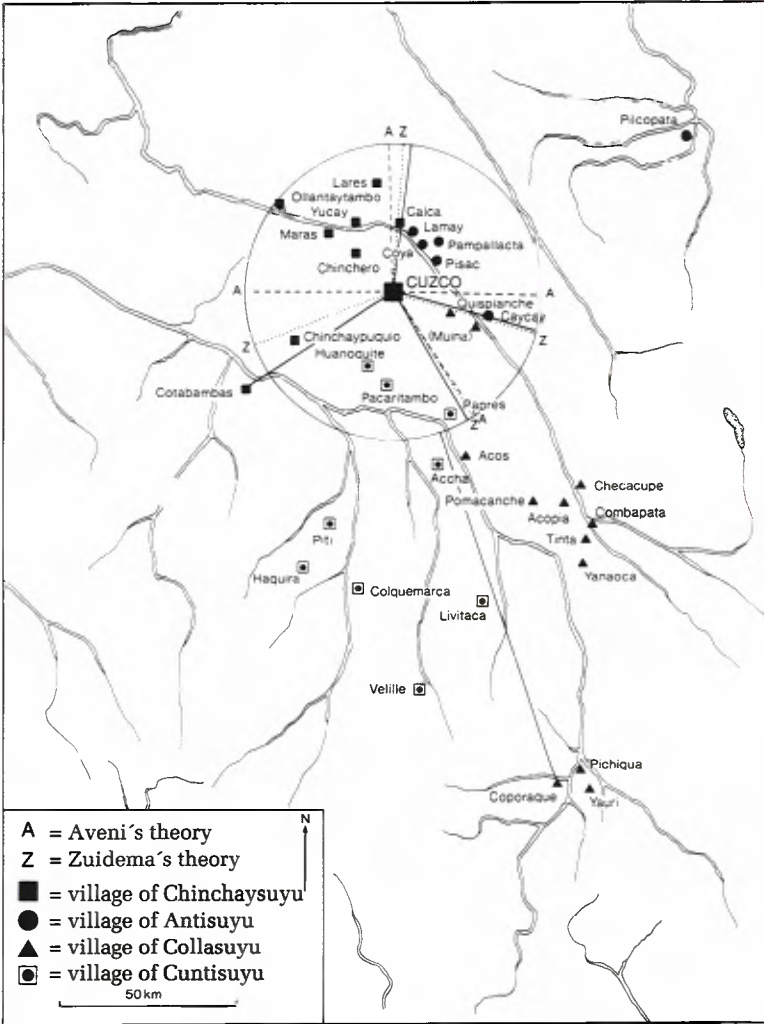 Pilcopata
A Z
Lares
Ollantaytambo
Yucay
Calca
Lamay
Maras
Coya
Pampallacta
Chinchero
Pisac
CUZCO
A
A
Quispianche
Caycay
(Muina)
Z
Z
Chinchaypuquio
Huanoquite
Cotabambas
Pacaritambo
Papres
A
Z
Acos
Accha
Checacupe
Pomacanche
Acopia
Combapata
Piti
Tinta
Haquira
Yanaoca
Colquemarca
Livitaca
Velille
Pichiqua
Coporaque
Yauri
N
A = Aveni´s theory
Z = Zuidema´s theory
= village of Chinchaysuyu
= village of Antisuyu
= village of Collasuyu
= village of Cuntisuyu
50km